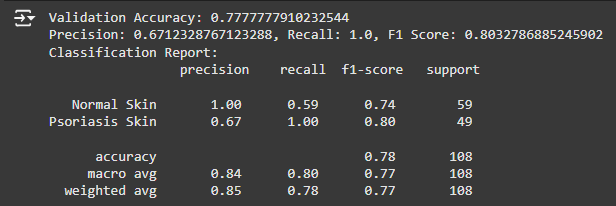 Validation Accuracy: 0.7777777910232544
Precision: 0.6712328767123288, Recall: 1.0, F1 Score: 0.8032786885245902
Classification Report:
precision recall f1-score support
Normal Skin 1.00 0.59 0.74 59
Psoriasis Skin 0.67 1.00 0.80 49
accuracy 0.78 108
macro avg 0.84 0.80 0.77 108
weighted avg 0.85 0.78 0.77 108